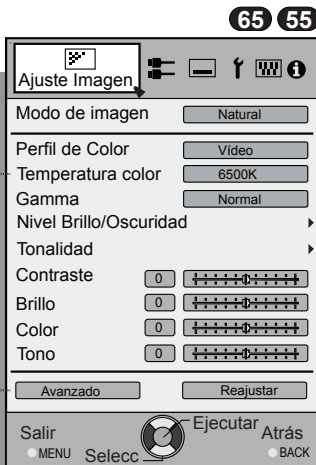 65 55
Ajuste Imagen
Modo de imagen Natural
Perfil de Color Vídeo
Temperatura color 6500K
Gamma Normal
Nivel Brillo/Oscuridad
Tonalidad
Contraste 0
Brillo 0
Color 0
Tono 0
Avanzado Reajustar
Salir Ejecutar Atrás
MENU Selecc BACK